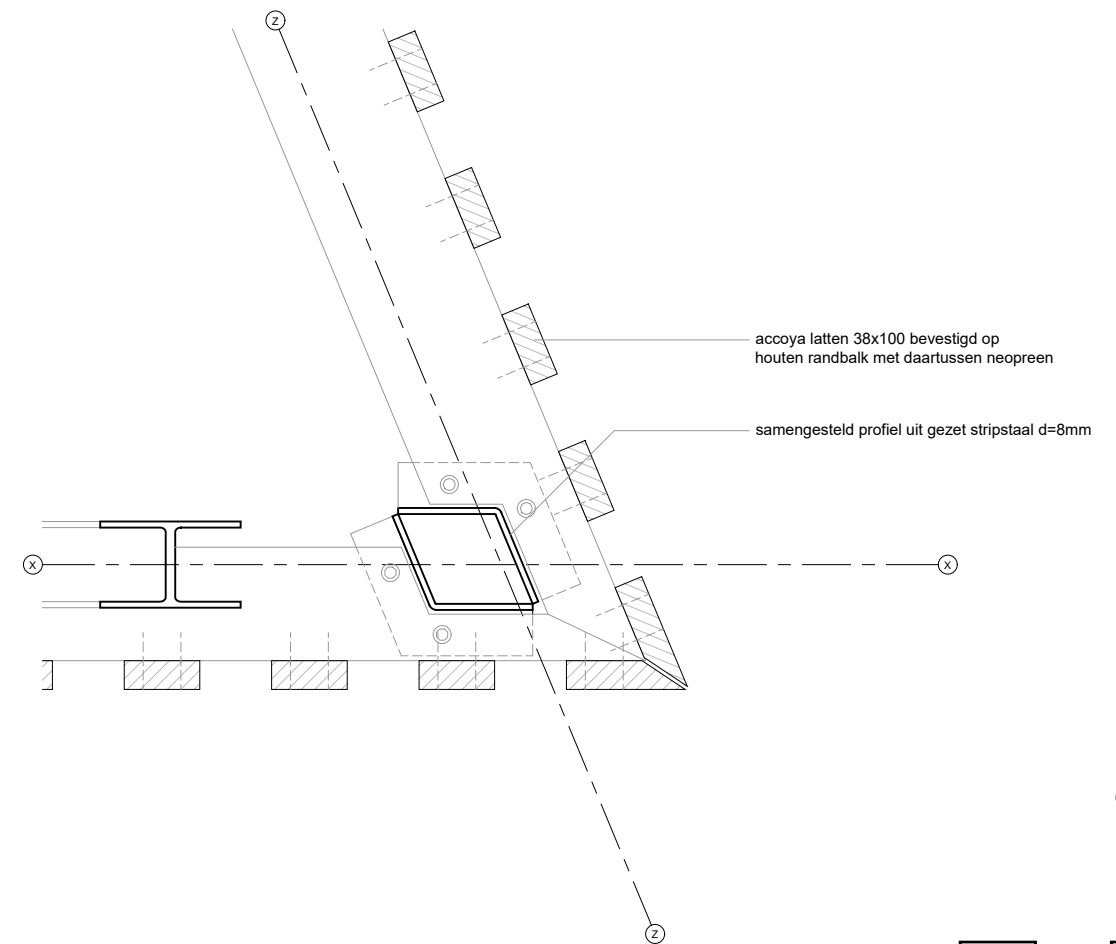 z
accoya latten 38x100 bevestigd op
houten randbalk met daartussen neopreen
samengesteld profiel uit gezet stripstaal d=8mm
x
x
z